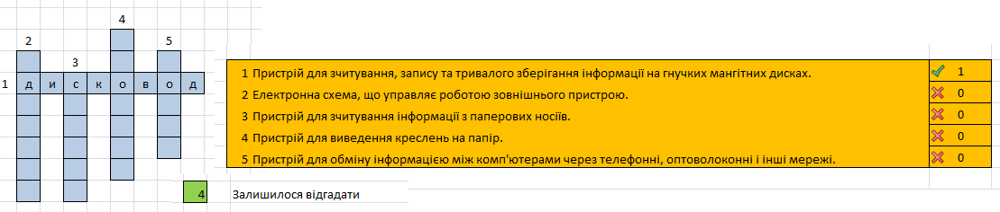 4
2
5
3
1 д и с к о в о д
1 Пристрій для зчитування, запису та тривалого зберігання інформації на гнучких мангітних дисках. 1
2 Електронна схема, що управляє роботою зовнішнього пристрою. 0
3 Пристрій для зчитування інформації з паперових носіїв. 0
4 Пристрій для виведення креслень на папір. 0
5 Пристрій для обміну інформацією між комп'ютерами через телефонні, оптоволоконні і інші мережі. 0
4 Залишилося відгадати